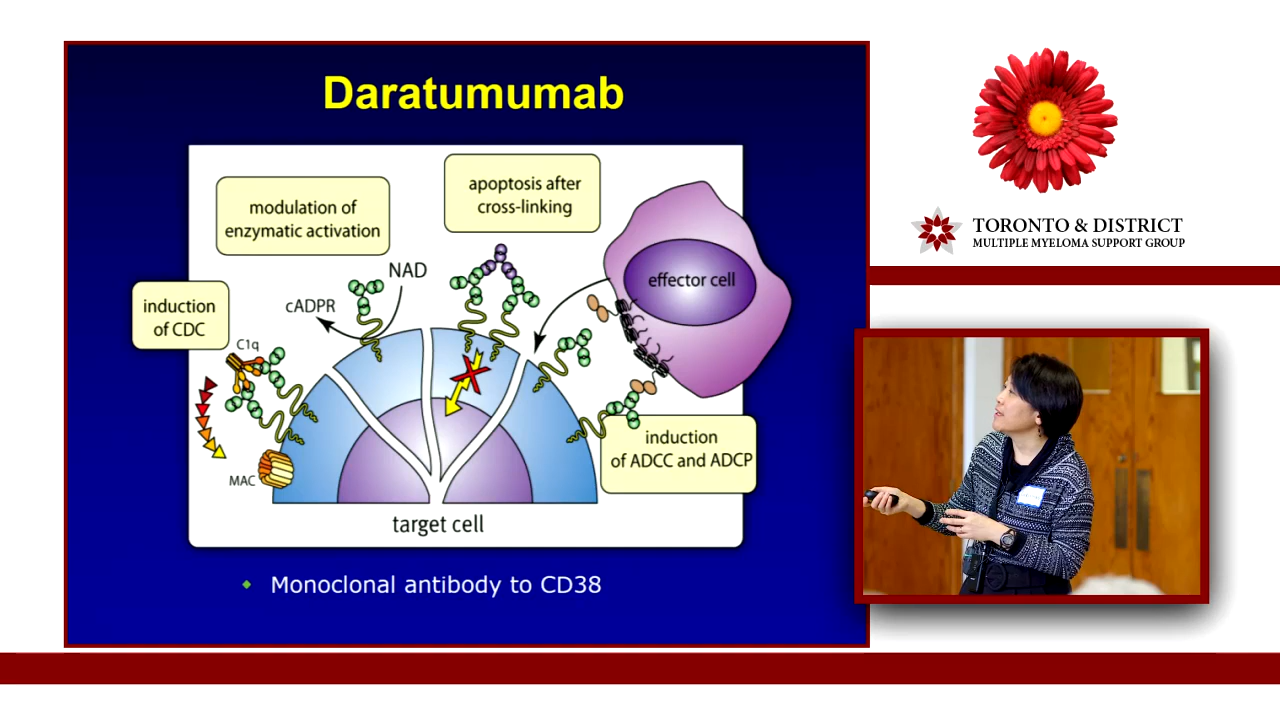 Daratumumab
modulation of
enzymatic activation
apoptosis after
cross-linking
effector cell
induction
of CDC
cADPR
NAD
C1q
MAC
induction
of ADCC and ADCP
target cell
Monoclonal antibody to CD38
TORONTO & DISTRICT
MULTIPLE MYELOMA SUPPORT GROUP